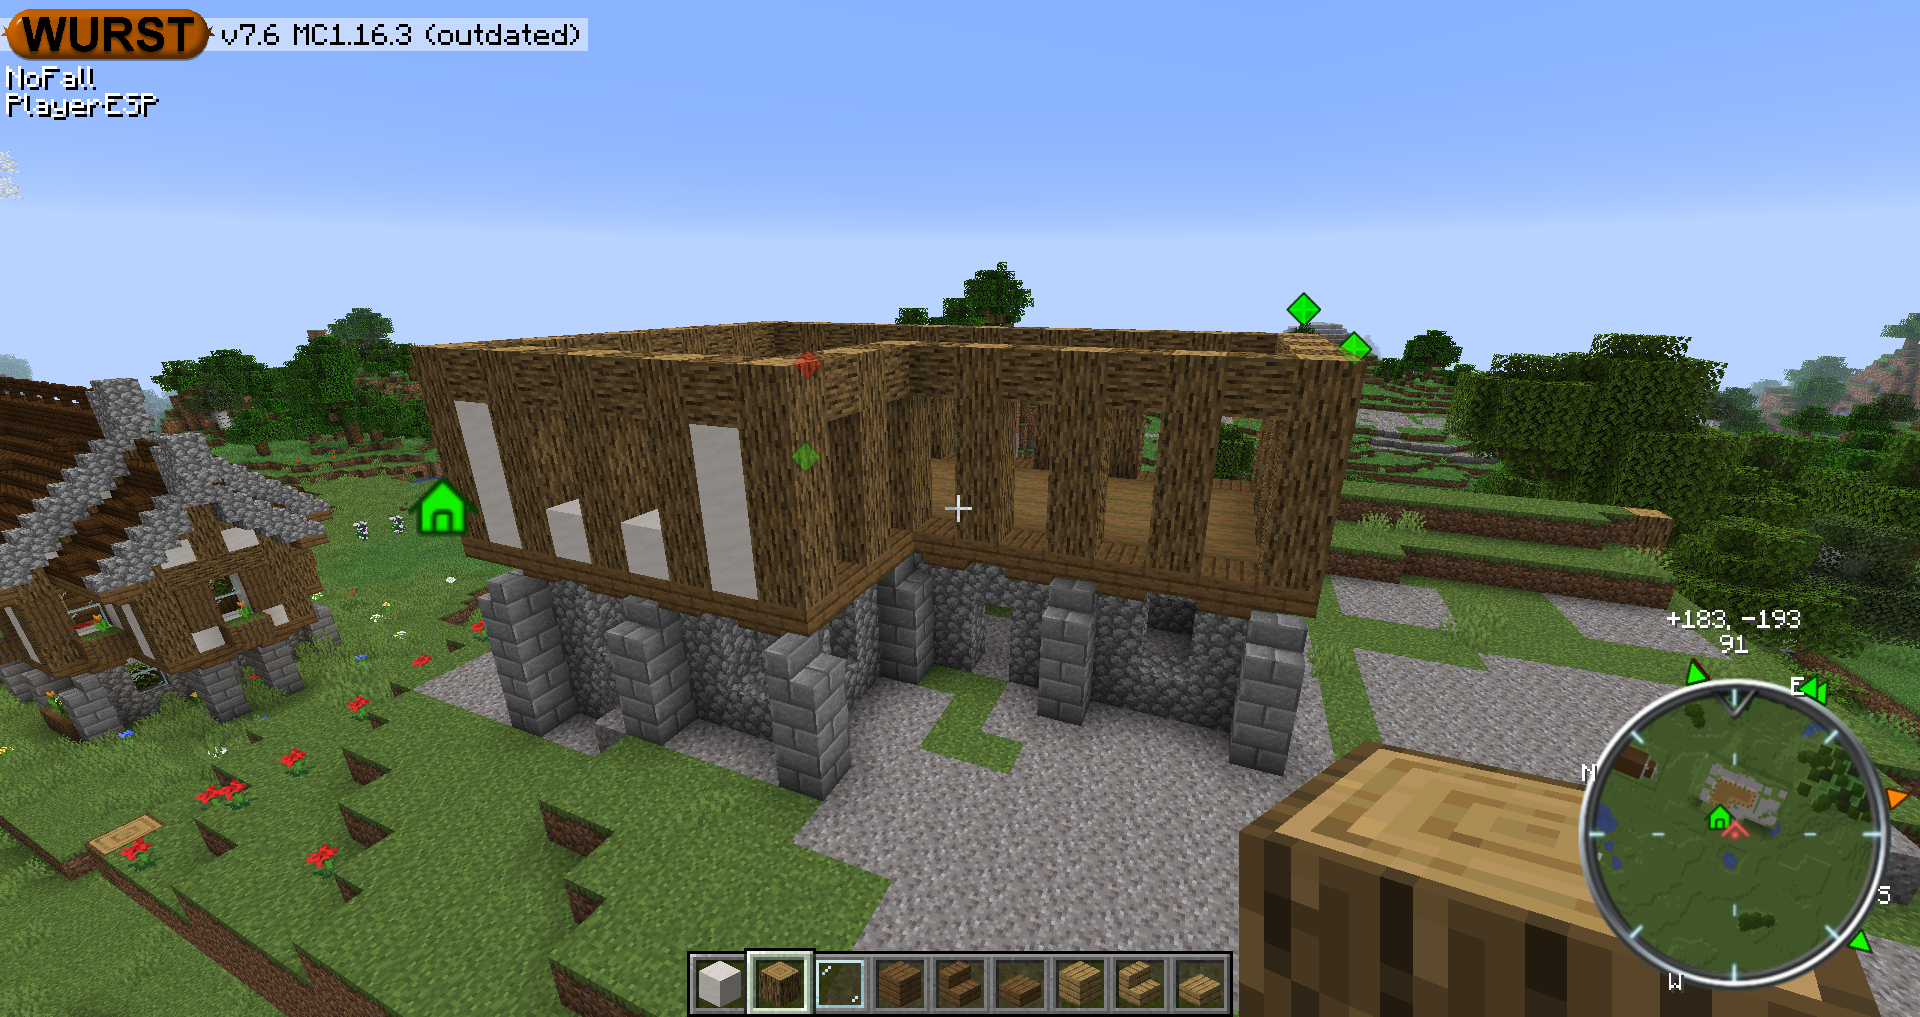 WURST v7.6 MC1.16.3 (outdated)
NoFall
PlayerESP
+183, -193
91
E
N
S
W